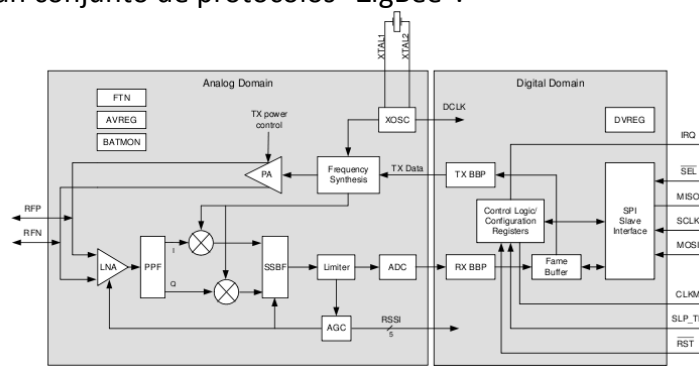 un conjunto de protocolos "ZigBee".
XTAL1
XTAL2
Analog Domain
Digital Domain
FTN
AVREG
BATMON
TX power
control
XOSC
DCLK
DVREG
IRQ
PA
Frequency
Synthesis
TX Data
TX BBP
SEL
MISO
SCLK
MOSI
Control Logic/
Configuration
Registers
SPI
Slave
Interface
RFP
RFN
LNA
PPF
I
Q
SSBF
Limiter
ADC
RX BBP
Fame
Buffer
AGC
RSSI
5
CLKM
SLP_T
RST